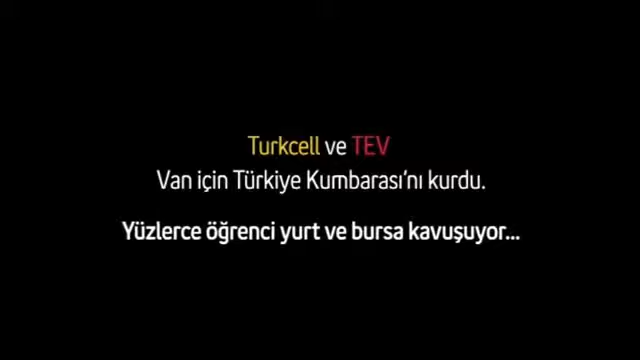 Turkcell ve TEV
Van için Türkiye Kumbarası'nı kurdu.
Yüzlerce öğrenci yurt ve bursa kavuşuyor...